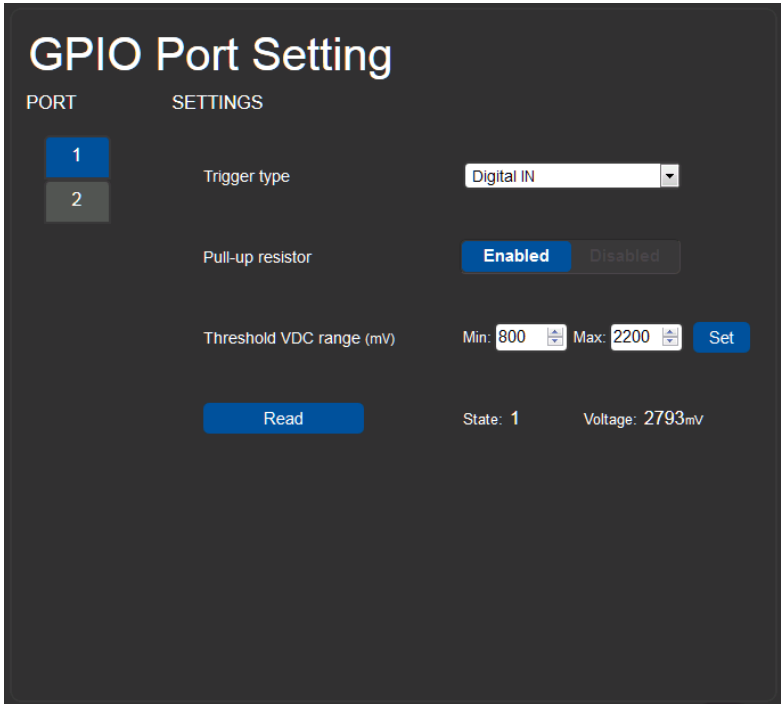 GPIO Port Setting
PORT SETTINGS
1
2
Trigger type Digital IN
Pull-up resistor Enabled Disabled
Threshold VDC range (mV) Min: 800 Max: 2200 Set
Read State: 1 Voltage: 2793mV